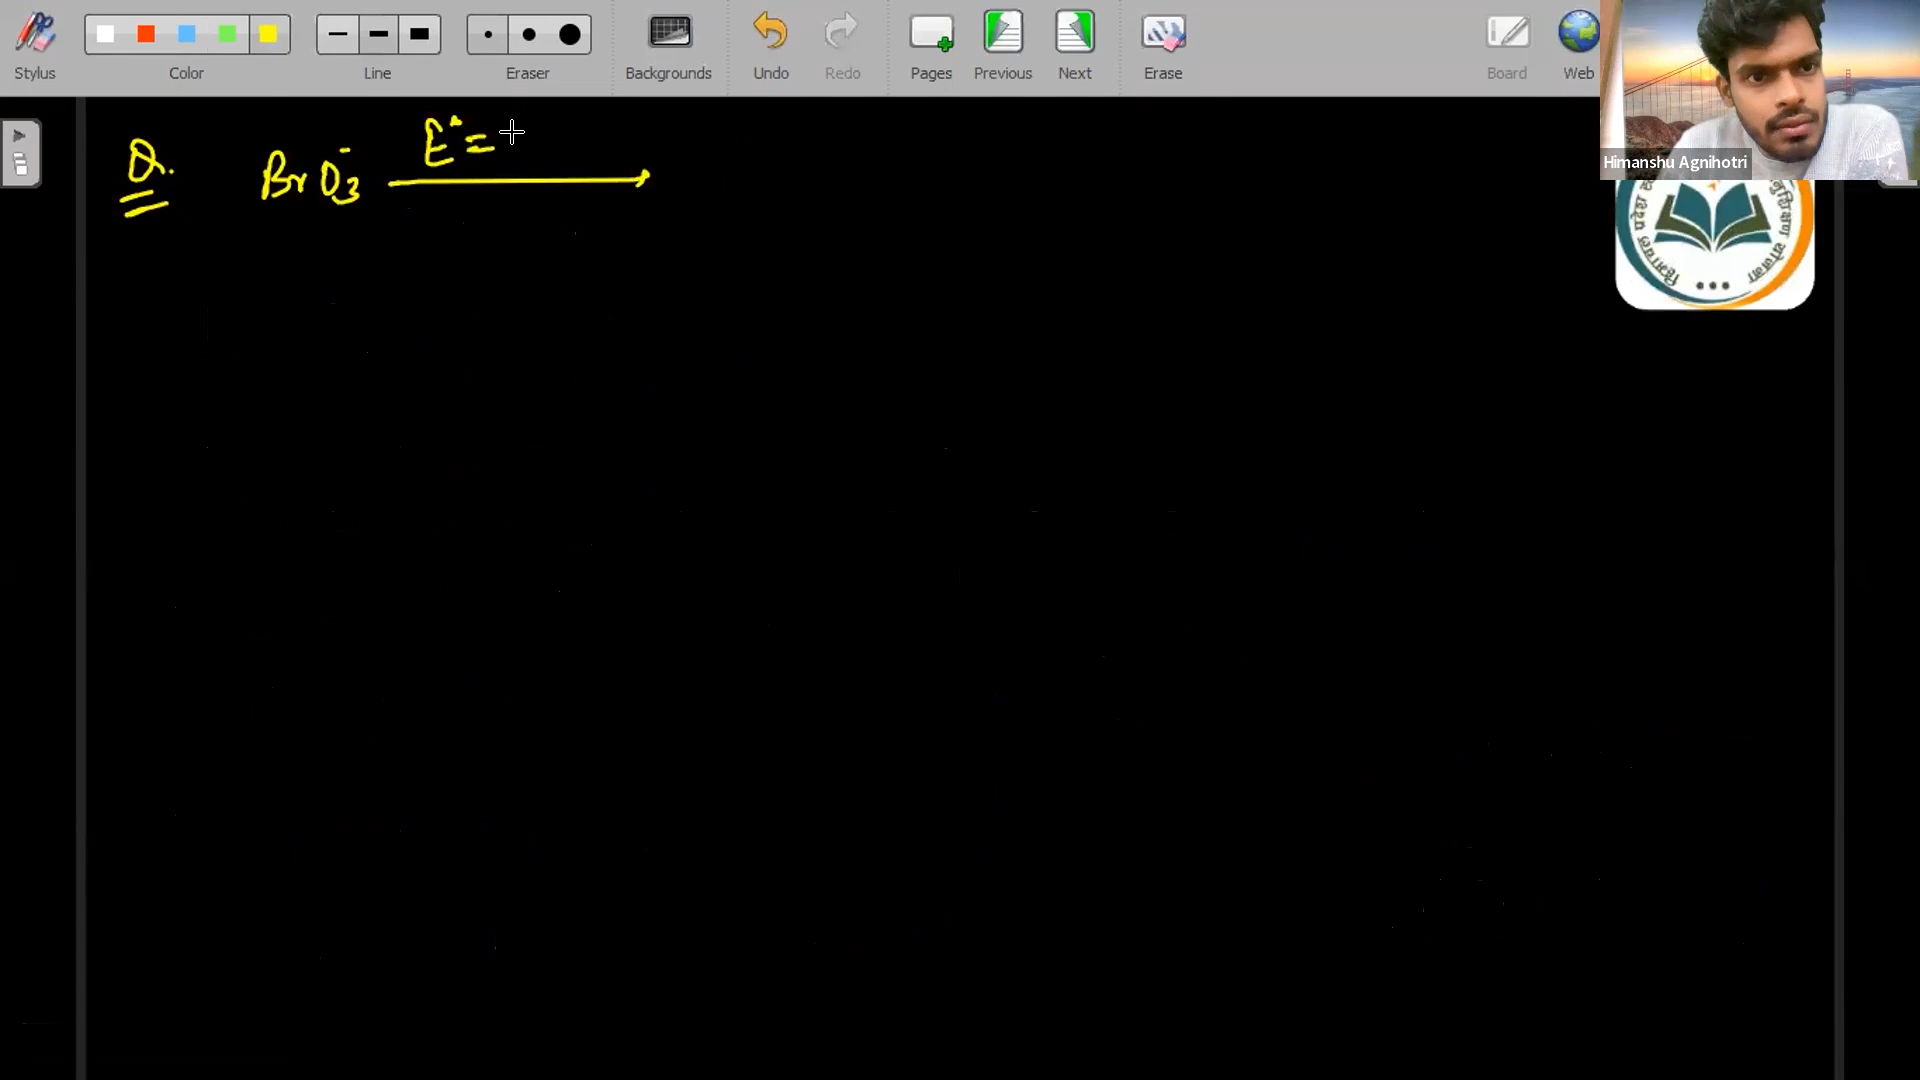 Stylus
Color
Line
Eraser
Backgrounds
Undo
Redo
Pages
Previous
Next
Erase
Board
Web
Himanshu Agnihotri
Q. BrO₃⁻ E° =